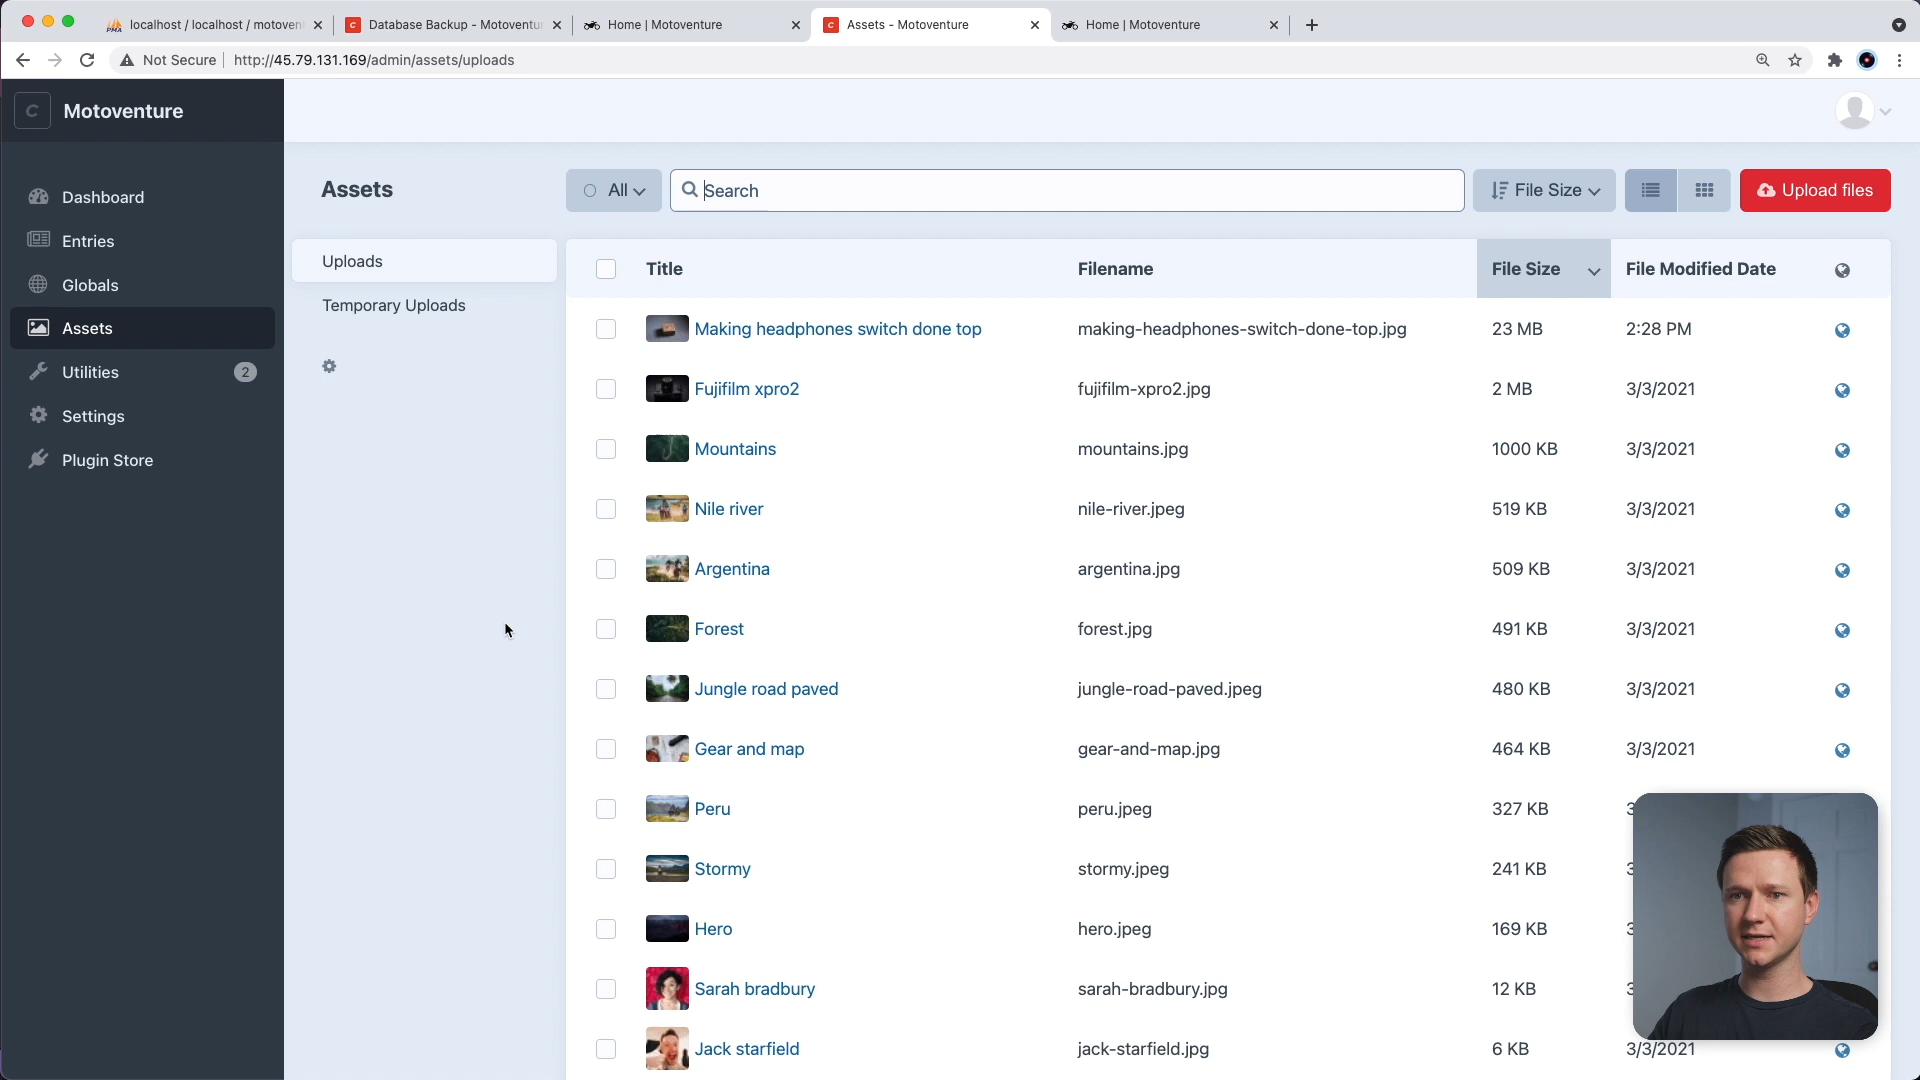 localhost / localhost / motoven
Database Backup - Motoventu
Home | Motoventure
Assets - Motoventure
Home | Motoventure
Not Secure
http://45.79.131.169/admin/assets/uploads
C
Motoventure
Dashboard
Entries
Globals
Assets
Utilities
2
Settings
Plugin Store
Assets
All
Search
File Size
Upload files
Uploads
Temporary Uploads
Title
Filename
File Size
File Modified Date
Making headphones switch done top
making-headphones-switch-done-top.jpg
23 MB
2:28 PM
Fujifilm xpro2
fujifilm-xpro2.jpg
2 MB
3/3/2021
Mountains
mountains.jpg
1000 KB
3/3/2021
Nile river
nile-river.jpeg
519 KB
3/3/2021
Argentina
argentina.jpg
509 KB
3/3/2021
Forest
forest.jpg
491 KB
3/3/2021
Jungle road paved
jungle-road-paved.jpeg
480 KB
3/3/2021
Gear and map
gear-and-map.jpg
464 KB
3/3/2021
Peru
peru.jpeg
327 KB
Stormy
stormy.jpeg
241 KB
Hero
hero.jpeg
169 KB
Sarah bradbury
sarah-bradbury.jpg
12 KB
Jack starfield
jack-starfield.jpg
6 KB
3/3/2021